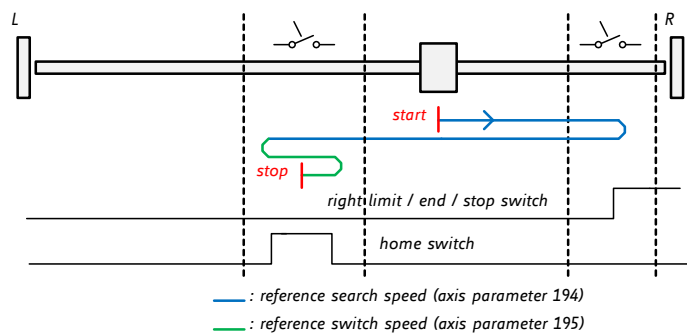 L
R
start
stop
right limit / end / stop switch
home switch
: reference search speed (axis parameter 194)
: reference switch speed (axis parameter 195)